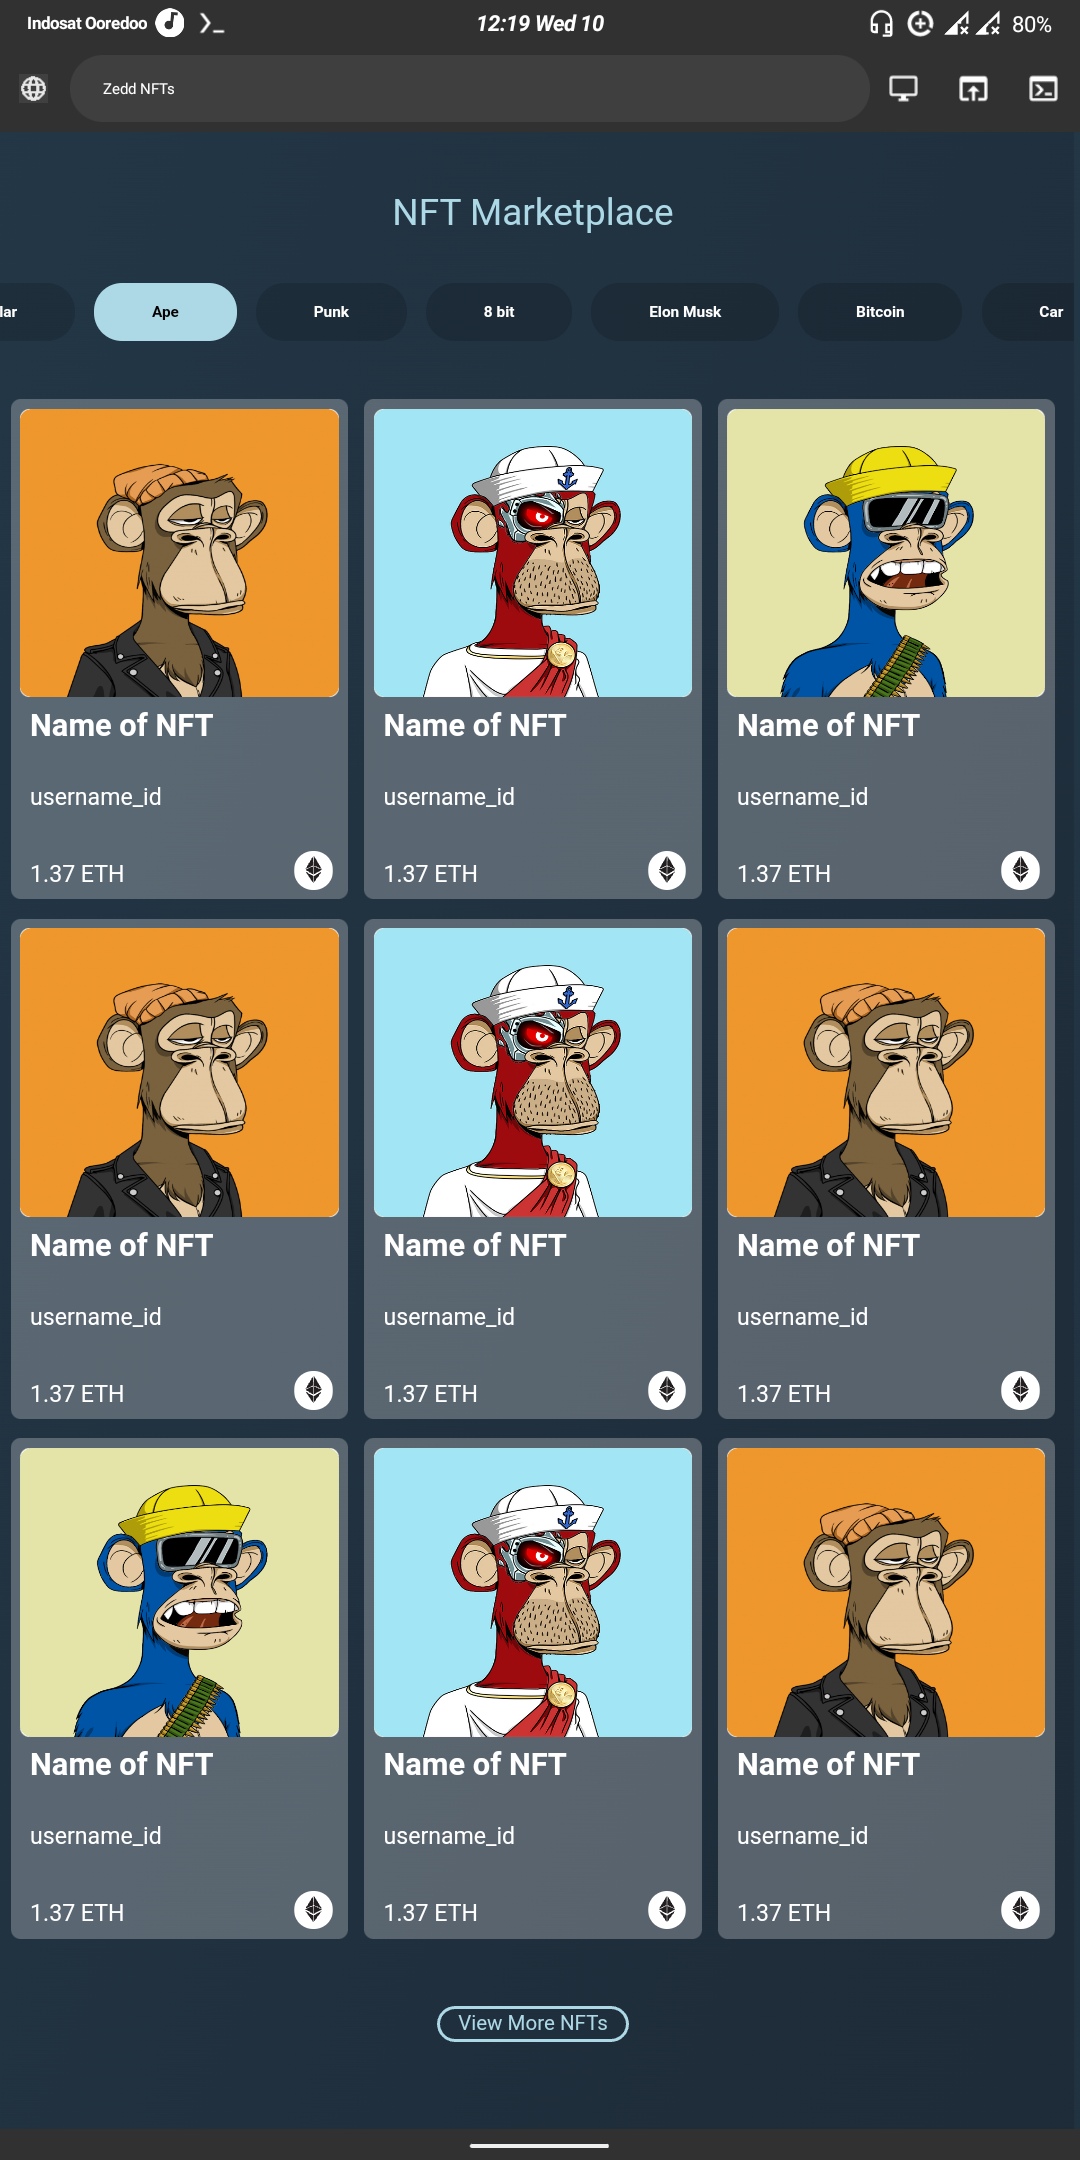 Indosat Ooredoo 12:19 Wed 10 80%
Zedd NFTs
NFT Marketplace
lar Ape Punk 8 bit Elon Musk Bitcoin Car
Name of NFT Name of NFT Name of NFT
username_id username_id username_id
1.37 ETH 1.37 ETH 1.37 ETH
Name of NFT Name of NFT Name of NFT
username_id username_id username_id
1.37 ETH 1.37 ETH 1.37 ETH
Name of NFT Name of NFT Name of NFT
username_id username_id username_id
1.37 ETH 1.37 ETH 1.37 ETH
View More NFTs